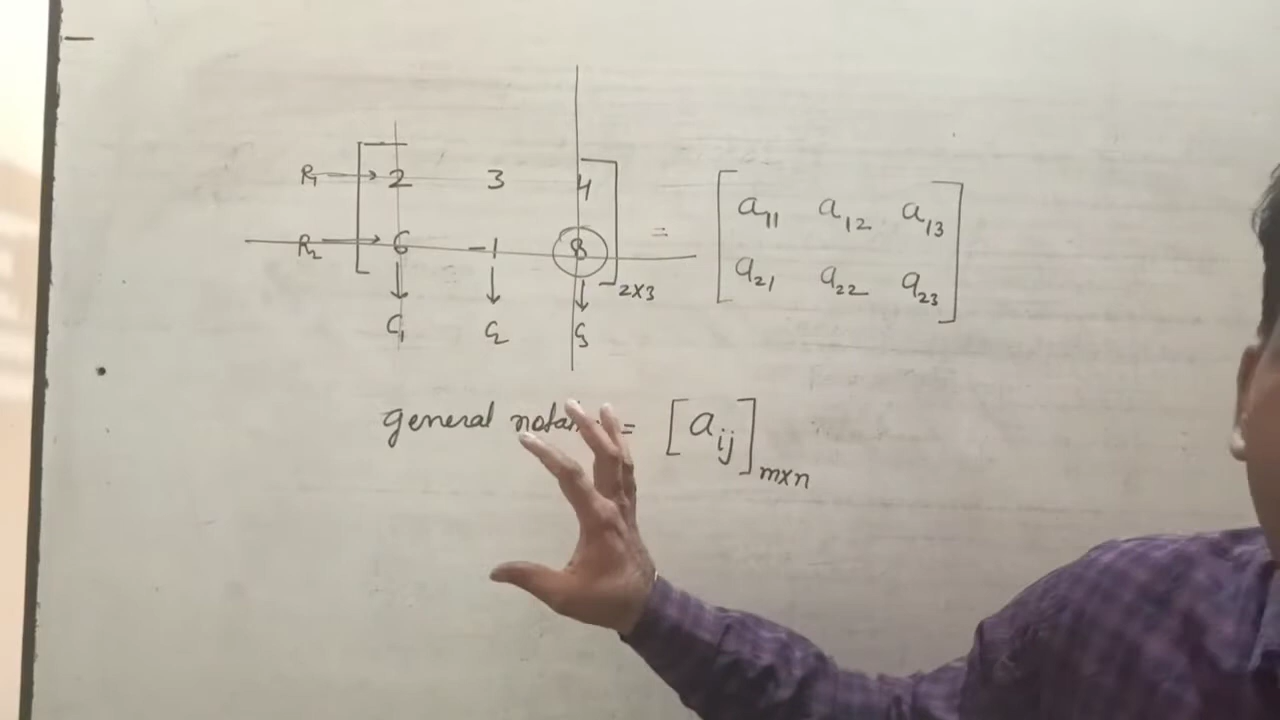 R₁ → [ 2 3 4
R₂ → 6 -1 8 ]₂ₓ₃ = [ a₁₁ a₁₂ a₁₃
a₂₁ a₂₂ a₂₃ ]
C₁ C₂ C₃
general = [aᵢⱼ]ₘₓₙ